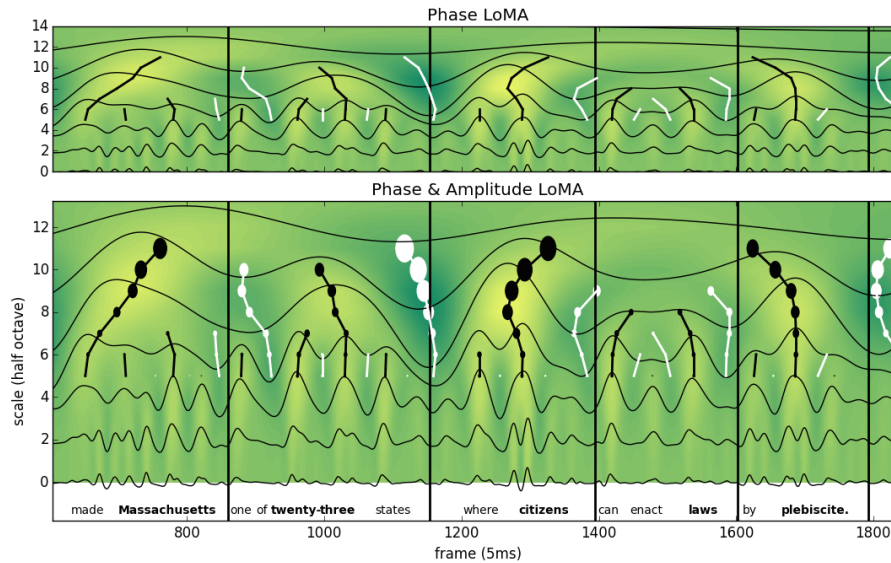 Phase LoMA
14
12
10
8
6
4
2
0
Phase & Amplitude LoMA
12
10
8
6
4
2
0
scale (half octave)
made Massachusetts one of twenty-three states where citizens can enact laws by plebiscite.
800 1000 1200 1400 1600 1800
frame (5ms)